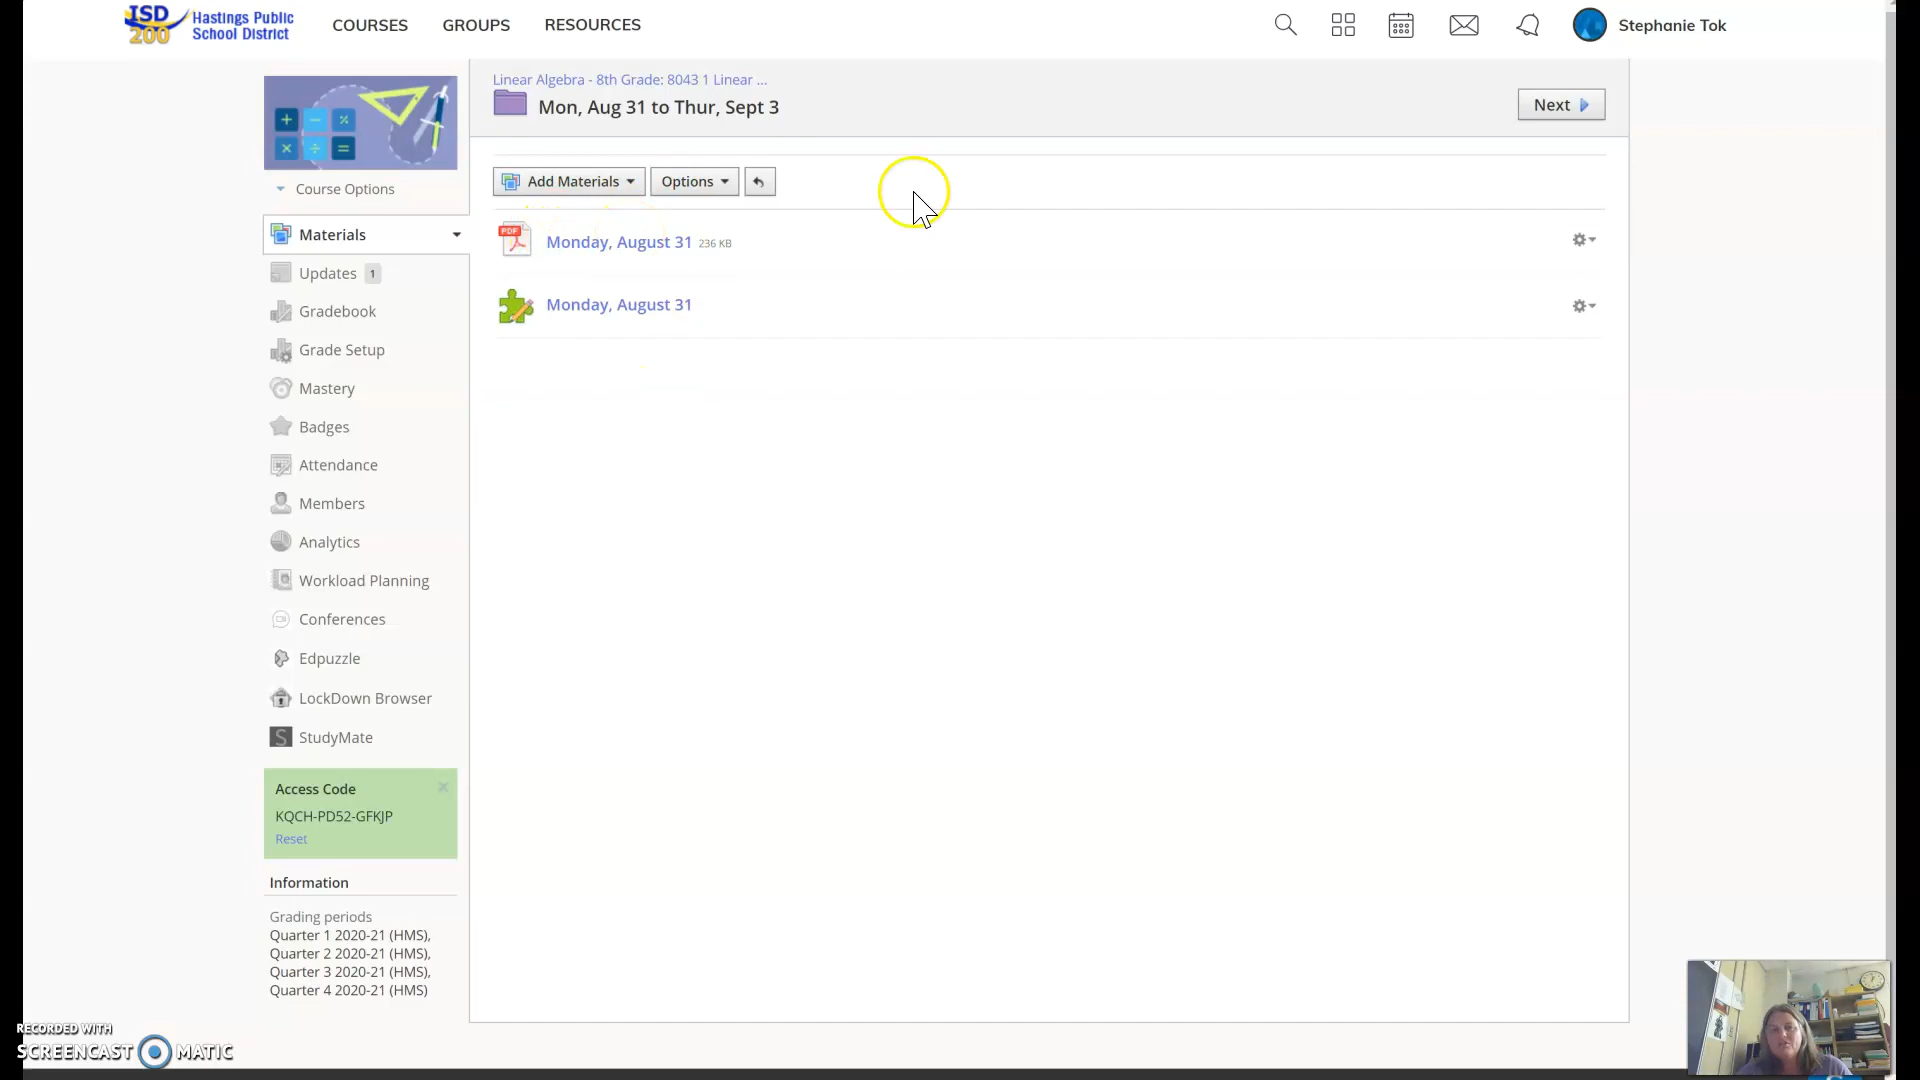 ISD
200
Hastings Public
School District
COURSES
GROUPS
RESOURCES
Stephanie Tok
Linear Algebra - 8th Grade: 8043 1 Linear ...
Mon, Aug 31 to Thur, Sept 3
Next
Course Options
Add Materials
Options
Materials
PDF
Monday, August 31 236 KB
Updates 1
Monday, August 31
Gradebook
Grade Setup
Mastery
Badges
Attendance
Members
Analytics
Workload Planning
Conferences
Edpuzzle
LockDown Browser
S StudyMate
Access Code
KQCH-PD52-GFKJP
Reset
Information
Grading periods
Quarter 1 2020-21 (HMS),
Quarter 2 2020-21 (HMS),
Quarter 3 2020-21 (HMS),
Quarter 4 2020-21 (HMS)
RECORDED WITH
SCREENCAST MATIC